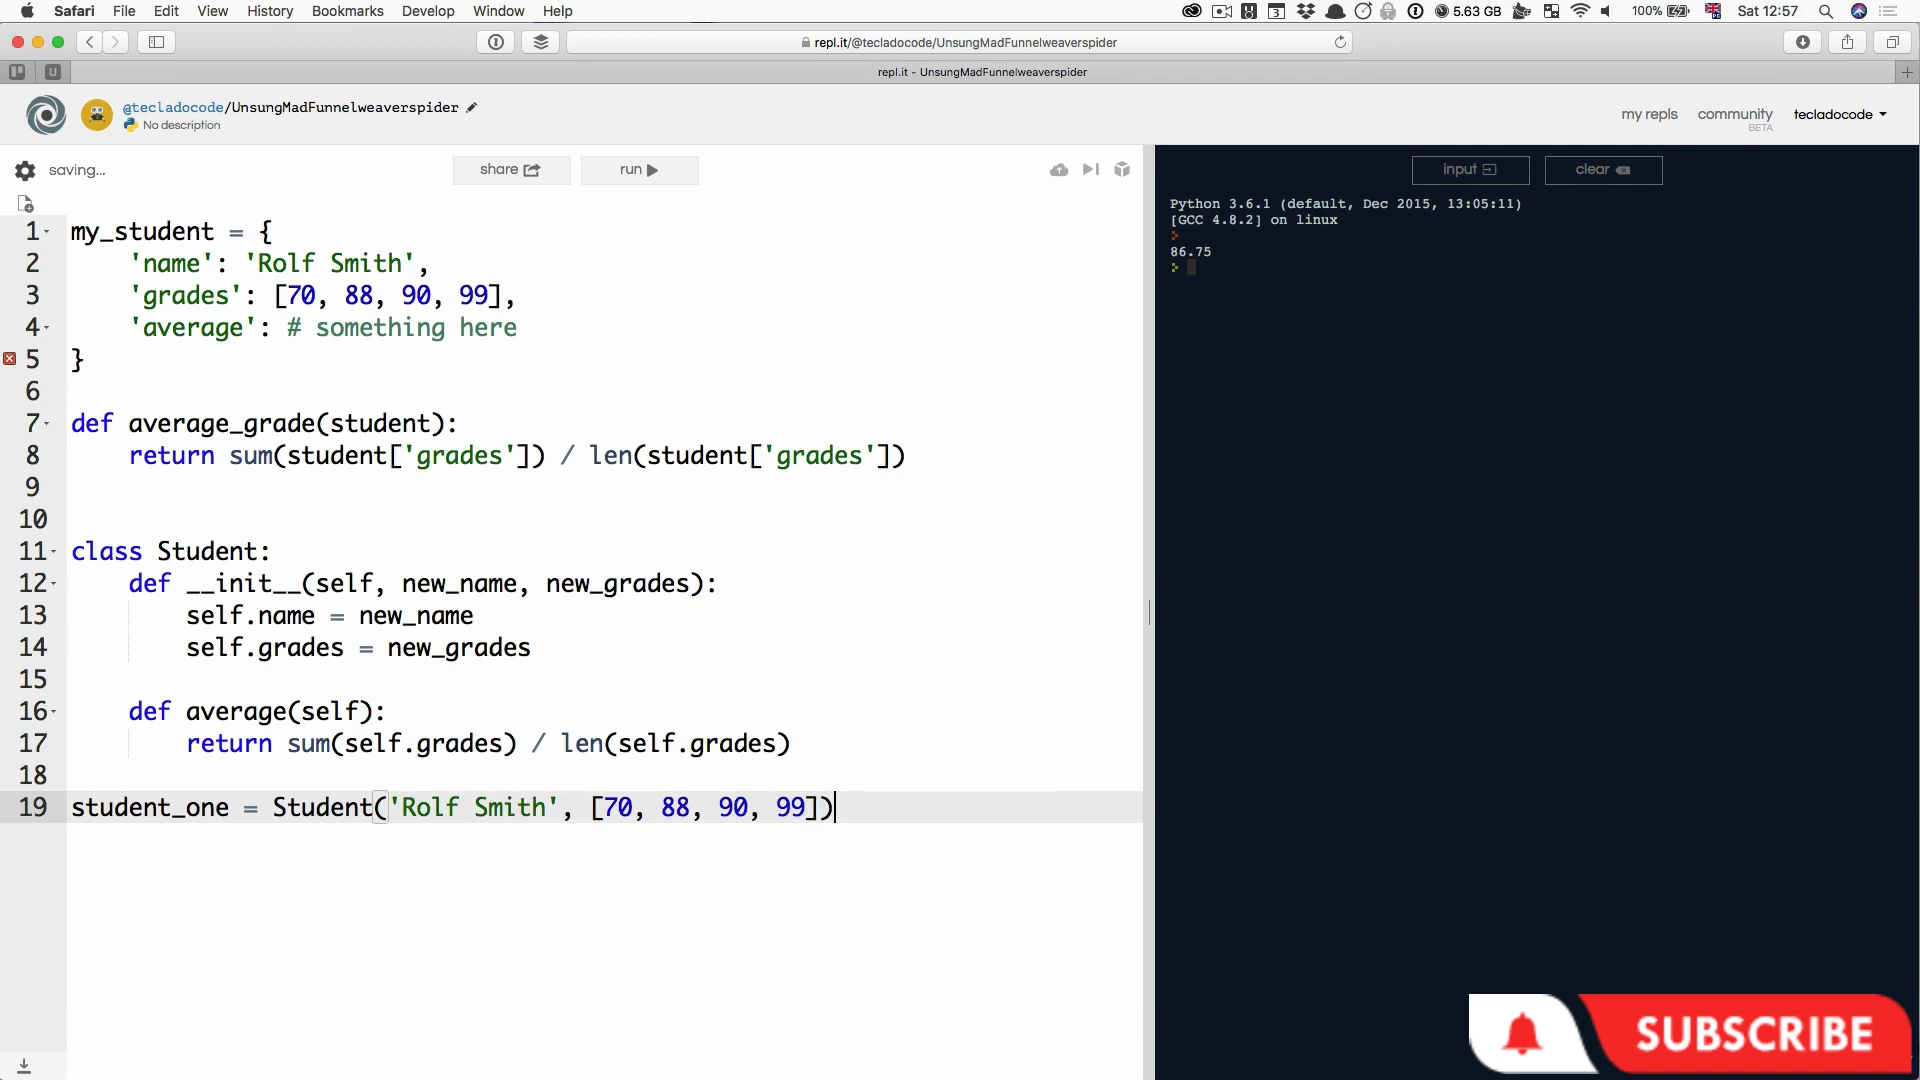 Safari File Edit View History Bookmarks Develop Window Help 5.63 GB 100% Sat 12:57
repl.it/@tecladocode/UnsungMadFunnelweaverspider
U repl.it - UnsungMadFunnelweaverspider
@tecladocode/UnsungMadFunnelweaverspider
No description
my repls community BETA tecladocode
saving... share run
input clear
1 my_student = {
2 'name': 'Rolf Smith',
3 'grades': [70, 88, 90, 99],
4 'average': # something here
5 }
6
7 def average_grade(student):
8 return sum(student['grades']) / len(student['grades'])
9
10
11 class Student:
12 def __init__(self, new_name, new_grades):
13 self.name = new_name
14 self.grades = new_grades
15
16 def average(self):
17 return sum(self.grades) / len(self.grades)
18
19 student_one = Student('Rolf Smith', [70, 88, 90, 99])
Python 3.6.1 (default, Dec 2015, 13:05:11)
[GCC 4.8.2] on linux
86.75
SUBSCRIBE